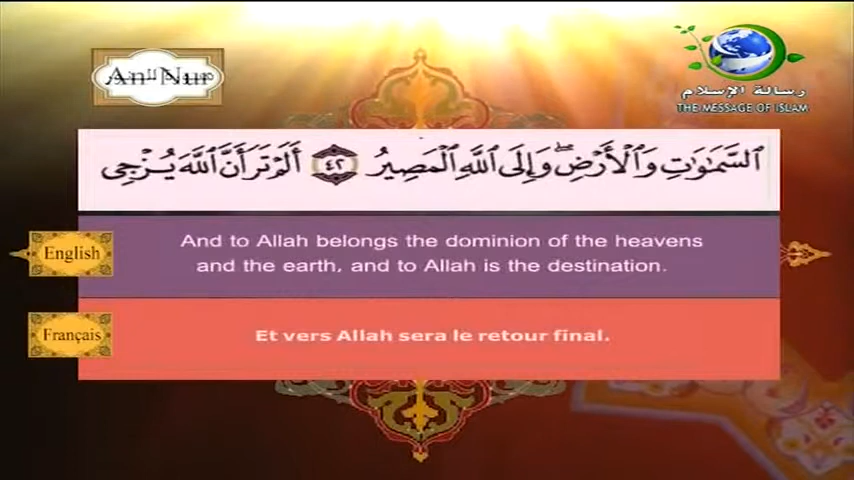 An Nur
رسالة الإسلام
THE MESSAGE OF ISLAM
السَّمَٰوَٰتِ وَٱلْأَرْضِ ۖ وَإِلَى ٱللَّهِ ٱلْمَصِيرُ ٤٢ أَلَمْ تَرَ أَنَّ ٱللَّهَ يُزْجِى
English
And to Allah belongs the dominion of the heavens
and the earth, and to Allah is the destination.
Français
Et vers Allah sera le retour final.